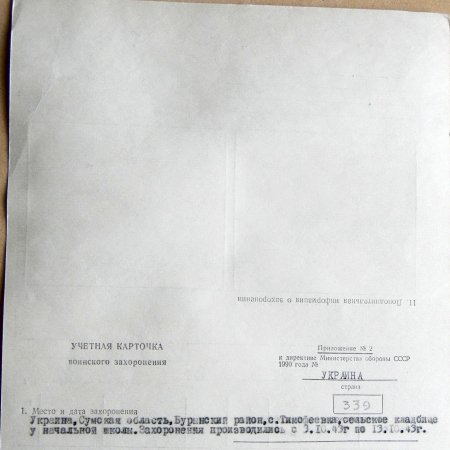 11. Дополнительная информация о захоронении
УЧЕТНАЯ КАРТОЧКА
воинского захоронения
Приложение № 2
к директиве Министерства обороны СССР
1990 года №
УКРАИНА
страна
339
1. Место и дата захоронения
Украина,Сумская область,Бурынский район,с.Тимофеевка,сельское кладбище
у начальной школы.Захоронения производились с 9.10.43г по 13.10.43г.